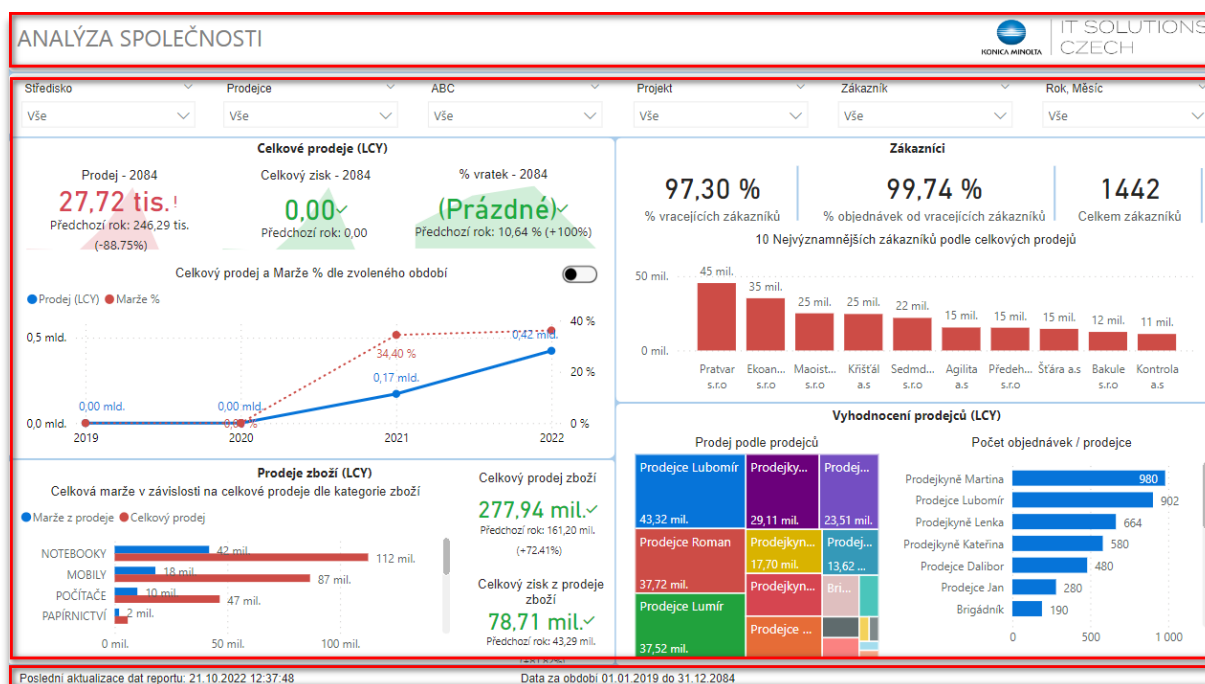 ANALÝZA SPOLEČNOSTI
KONICA MINOLTA
IT SOLUTIONS
CZECH
Středisko
Prodejce
ABC
Projekt
Zákazník
Rok, Měsíc
Vše
Vše
Vše
Vše
Vše
Vše
Celkové prodeje (LCY)
Prodej - 2084
27,72 tis.!
Předchozí rok: 246,29 tis.
(-88.75%)
Celkový zisk - 2084
0,00
Předchozí rok: 0,00
% vratek - 2084
(Prázdné)
Předchozí rok: 10,64 % (+100%)
Celkový prodej a Marže % dle zvoleného období
Prodej (LCY)
Marže %
0,5 mld.
0,0 mld.
40 %
20 %
0 %
0,00 mld.
0,00 mld.
34,40 %
0,17 mld.
0,42 mld.
2019
2020
2021
2022
Zákazníci
97,30 %
% vracejících zákazníků
99,74 %
% objednávek od vracejících zákazníků
1442
Celkem zákazníků
10 Nejvýznamnějších zákazníků podle celkových prodejů
50 mil.
0 mil.
45 mil.
35 mil.
25 mil.
25 mil.
22 mil.
15 mil.
15 mil.
15 mil.
12 mil.
11 mil.
Pratvar
s.r.o
Ekoan...
s.r.o
Maoist...
s.r.o
Křišťál
a.s
Sedmd...
s.r.o
Agilita
a.s
Předeh...
s.r.o
Šťára a.s
Bakule
s.r.o
Kontrola
a.s
Prodeje zboží (LCY)
Celková marže v závislosti na celkové prodeje dle kategorie zboží
Marže z prodeje
Celkový prodej
NOTEBOOKY
42 mil.
112 mil.
MOBILY
18 mil.
87 mil.
POČÍTAČE
10 mil.
47 mil.
PAPÍRNICTVÍ
2 mil.
0 mil.
50 mil.
100 mil.
Celkový prodej zboží
277,94 mil.
Předchozí rok: 161,20 mil.
(+72.41%)
Celkový zisk z prodeje
zboží
78,71 mil.
Předchozí rok: 43,29 mil.
(+81.82%)
Vyhodnocení prodejců (LCY)
Prodej podle prodejců
Prodejce Lubomír
43,32 mil.
Prodejky...
29,11 mil.
Prodej...
23,51 mil.
Prodejce Roman
37,72 mil.
Prodejkyn...
17,70 mil.
Prodej...
13,62 ...
Prodejce Lumír
37,52 mil.
Prodejkyn...
Bri...
Prodejce ...
Počet objednávek / prodejce
Prodejkyně Martina
980
Prodejce Lubomír
902
Prodejkyně Lenka
664
Prodejkyně Kateřina
580
Prodejce Dalibor
480
Prodejce Jan
280
Brigádník
190
0
500
1 000
Poslední aktualizace dat reportu: 21.10.2022 12:37:48
Data za období 01.01.2019 do 31.12.2084